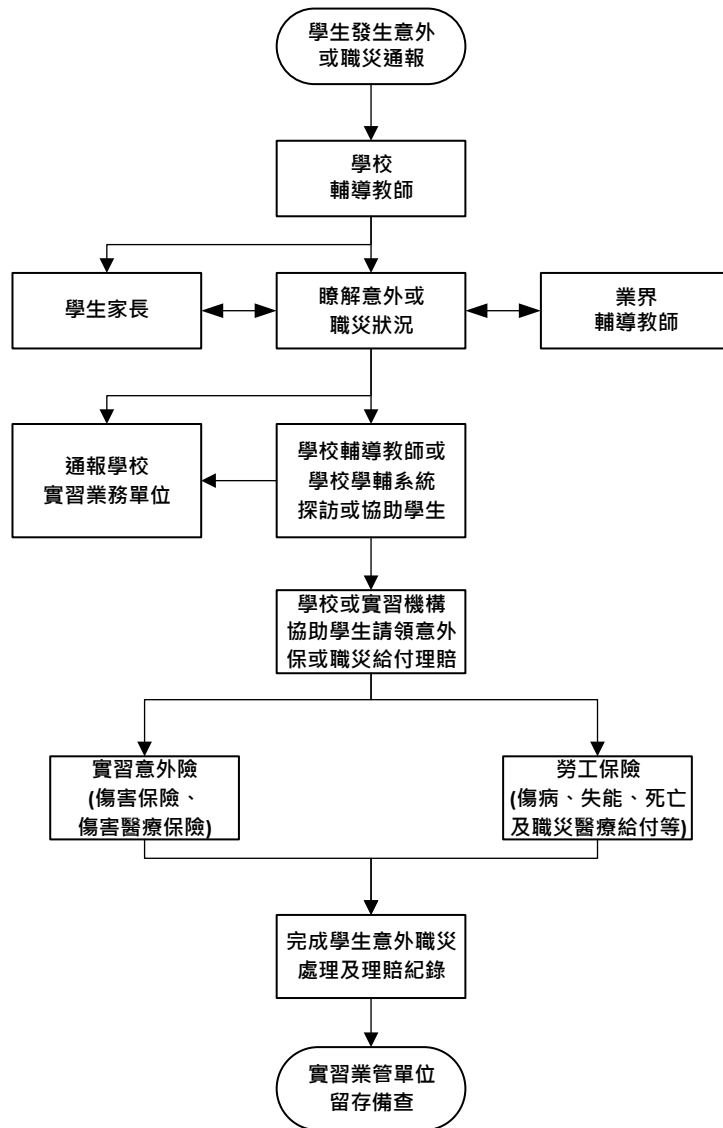 學生發生意外
或職災通報
學校
輔導教師
學生家長
瞭解意外或
職災狀況
業界
輔導教師
通報學校
實習業務單位
學校輔導教師或
學校學輔系統
探訪或協助學生
學校或實習機構
協助學生請領意外
保或職災給付理賠
實習意外險
(傷害保險、
傷害醫療保險)
勞工保險
(傷病、失能、死亡
及職災醫療給付等)
完成學生意外職災
處理及理賠紀錄
實習業管單位
留存備查